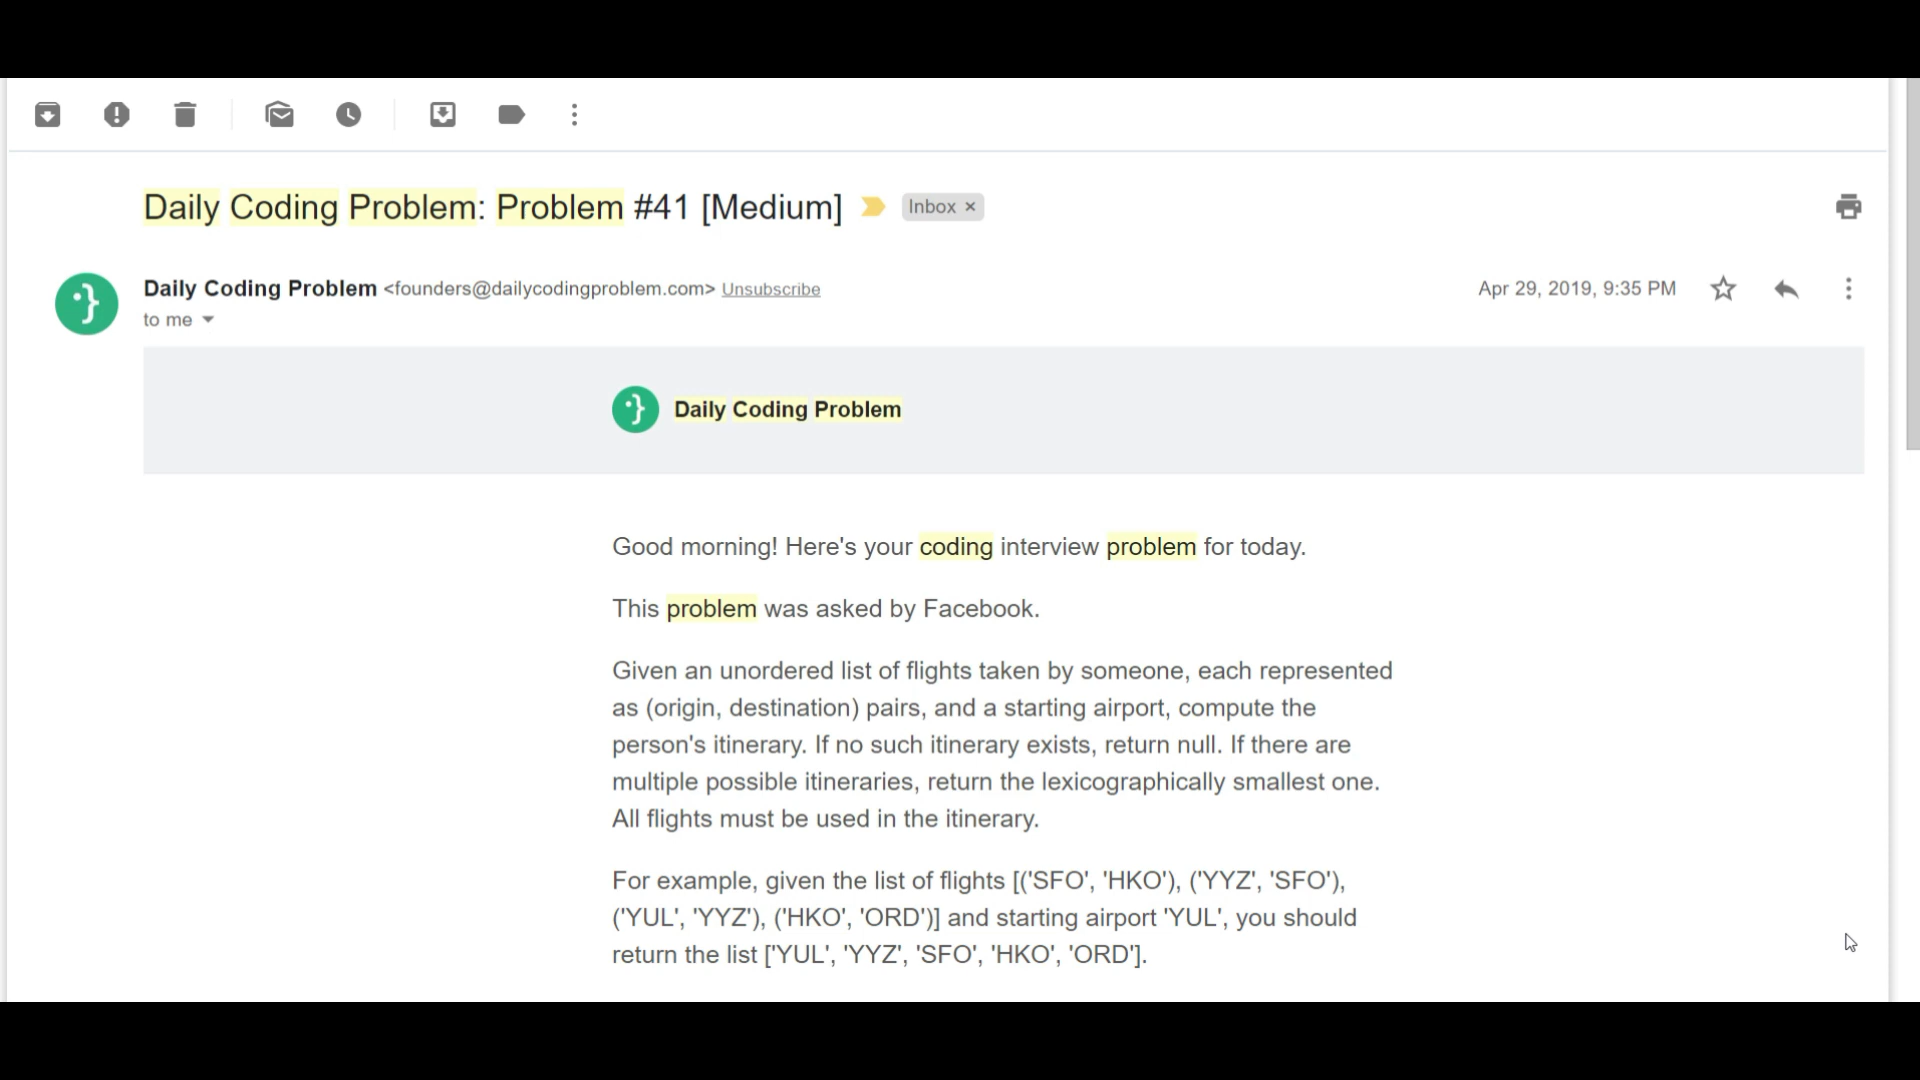 Daily Coding Problem: Problem #41 [Medium] Inbox ×
Daily Coding Problem <founders@dailycodingproblem.com> Unsubscribe Apr 29, 2019, 9:35 PM
to me
Daily Coding Problem
Good morning! Here's your coding interview problem for today.
This problem was asked by Facebook.
Given an unordered list of flights taken by someone, each represented
as (origin, destination) pairs, and a starting airport, compute the
person's itinerary. If no such itinerary exists, return null. If there are
multiple possible itineraries, return the lexicographically smallest one.
All flights must be used in the itinerary.
For example, given the list of flights [('SFO', 'HKO'), ('YYZ', 'SFO'),
('YUL', 'YYZ'), ('HKO', 'ORD')] and starting airport 'YUL', you should
return the list ['YUL', 'YYZ', 'SFO', 'HKO', 'ORD'].